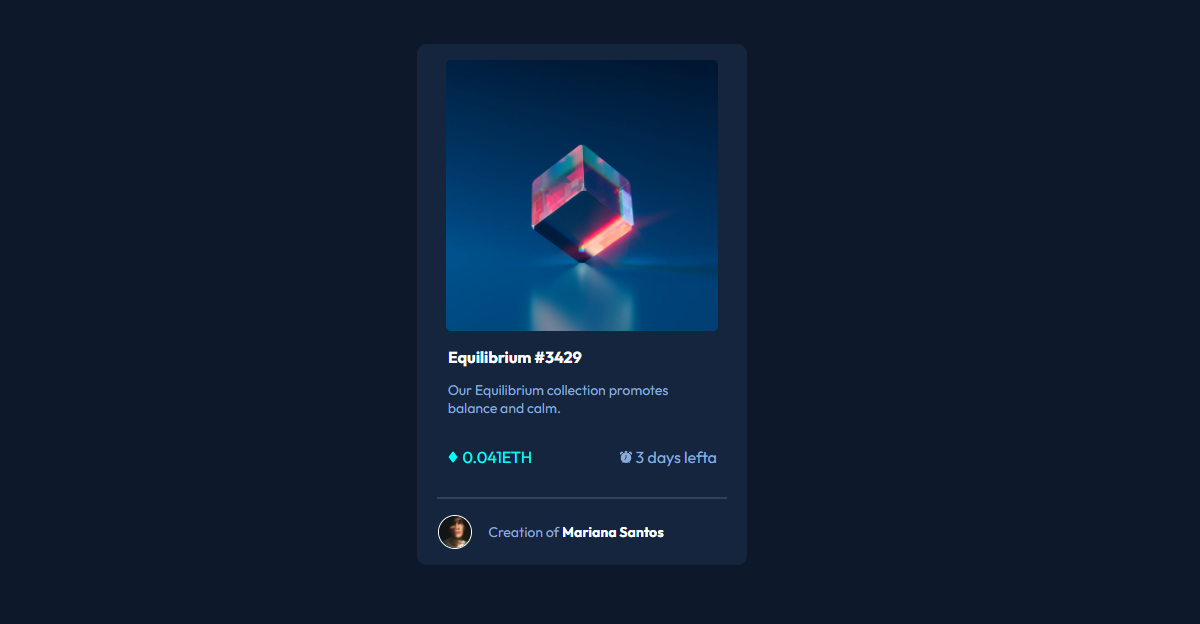 Equilibrium #3429
Our Equilibrium collection promotes
balance and calm.
0.041ETH 3 days lefta
Creation of Mariana Santos